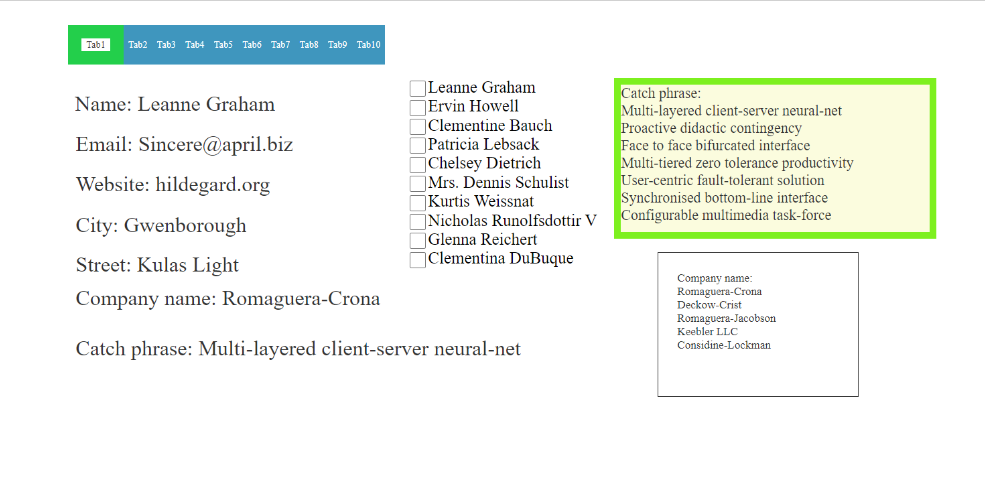 Tab1 Tab2 Tab3 Tab4 Tab5 Tab6 Tab7 Tab8 Tab9 Tab10
Name: Leanne Graham
Email: Sincere@april.biz
Website: hildegard.org
City: Gwenborough
Street: Kulas Light
Company name: Romaguera-Crona
Catch phrase: Multi-layered client-server neural-net
Leanne Graham
Ervin Howell
Clementine Bauch
Patricia Lebsack
Chelsey Dietrich
Mrs. Dennis Schulist
Kurtis Weissnat
Nicholas Runolfsdottir V
Glenna Reichert
Clementina DuBuque
Catch phrase:
Multi-layered client-server neural-net
Proactive didactic contingency
Face to face bifurcated interface
Multi-tiered zero tolerance productivity
User-centric fault-tolerant solution
Synchronised bottom-line interface
Configurable multimedia task-force
Company name:
Romaguera-Crona
Deckow-Crist
Romaguera-Jacobson
Keebler LLC
Considine-Lockman